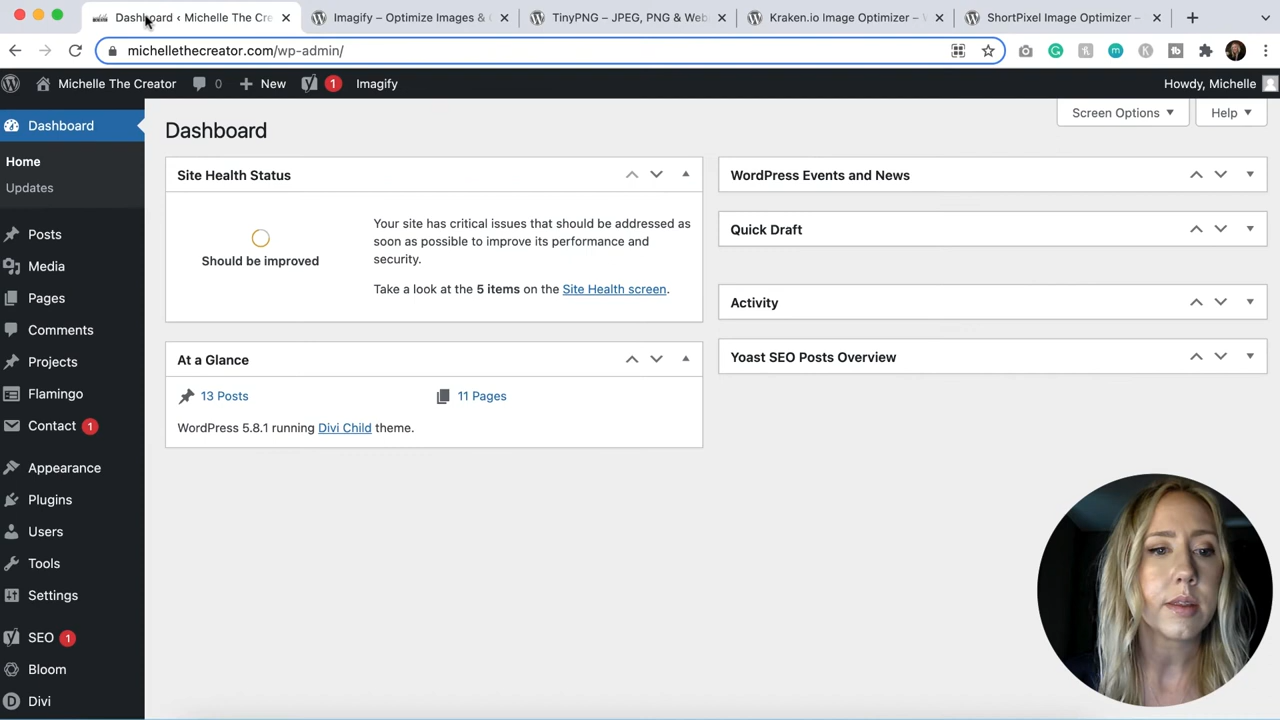 Dashboard ‹ Michelle The Cre
Imagify – Optimize Images &
TinyPNG – JPEG, PNG & Web
Kraken.io Image Optimizer –
ShortPixel Image Optimizer –
michellethecreator.com/wp-admin/
Michelle The Creator
0
New
1
Imagify
Howdy, Michelle
Dashboard
Home
Updates
Posts
Media
Pages
Comments
Projects
Flamingo
Contact 1
Appearance
Plugins
Users
Tools
Settings
SEO 1
Bloom
Divi
Dashboard
Screen Options
Help
Site Health Status
Should be improved
Your site has critical issues that should be addressed as
soon as possible to improve its performance and
security.
Take a look at the 5 items on the Site Health screen.
At a Glance
13 Posts
11 Pages
WordPress 5.8.1 running Divi Child theme.
WordPress Events and News
Quick Draft
Activity
Yoast SEO Posts Overview